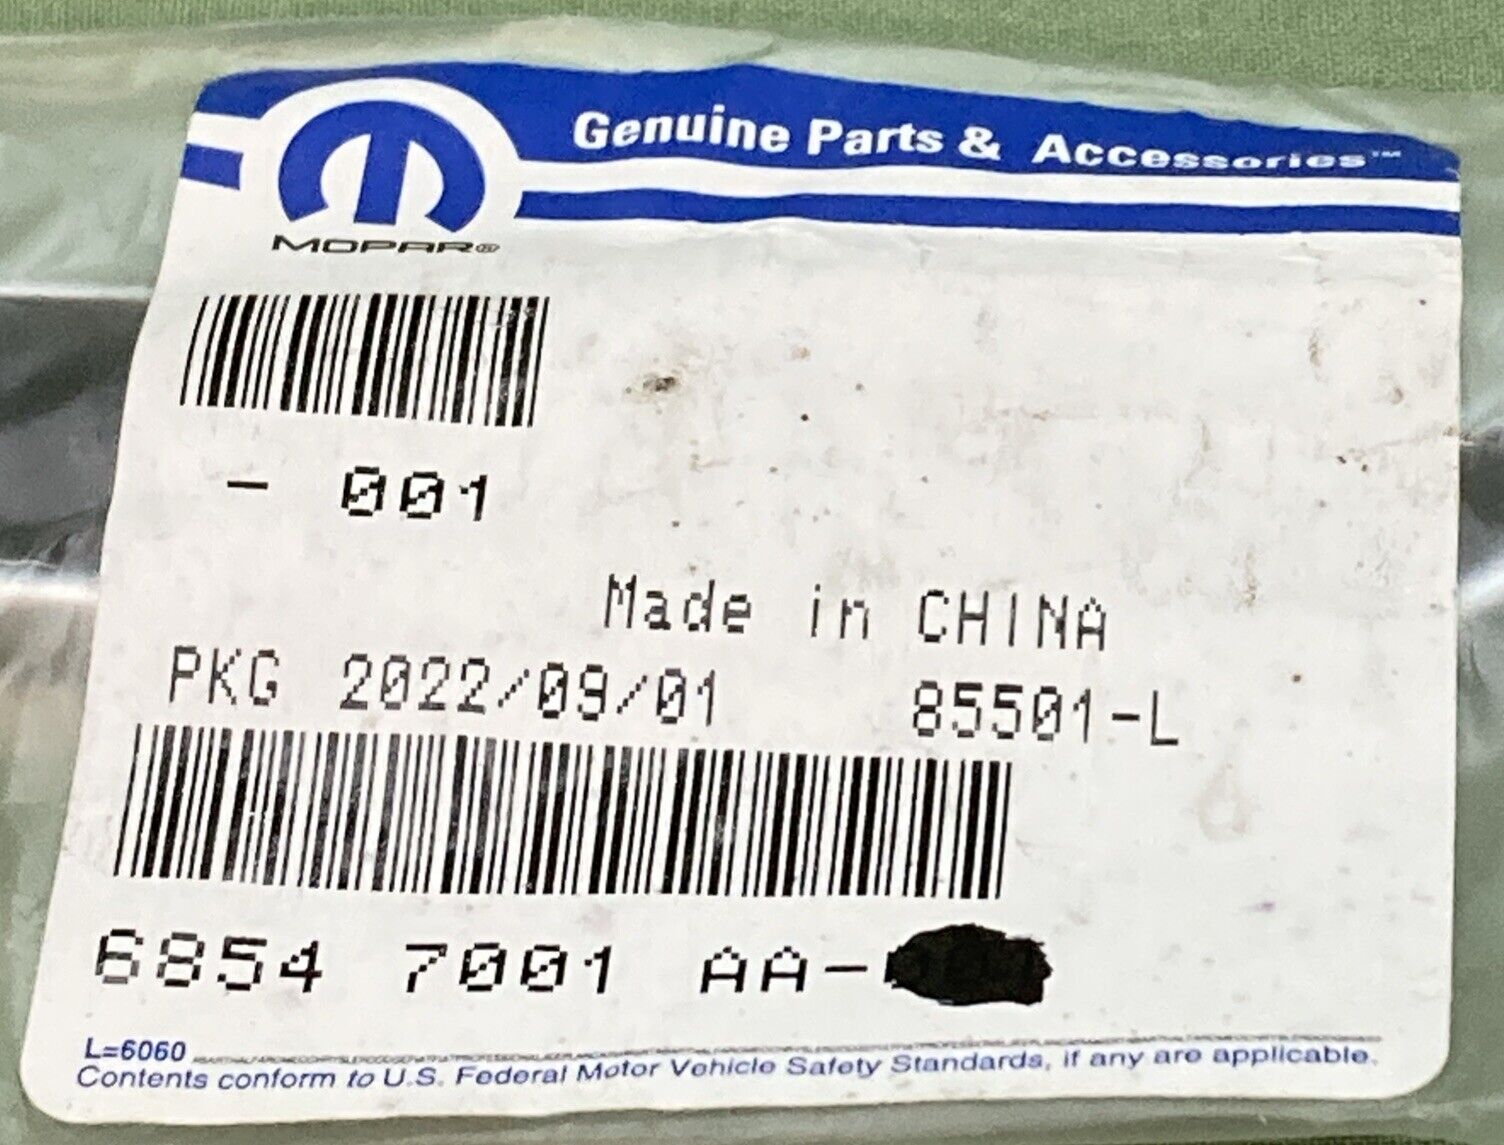 Genuine Parts & Accessories™
MOPAR®
- 001
Made in CHINA
PKG 2022/09/01 85501-L
6854 7001 AA-
L=6060
Contents conform to U.S. Federal Motor Vehicle Safety Standards, if any are applicable.